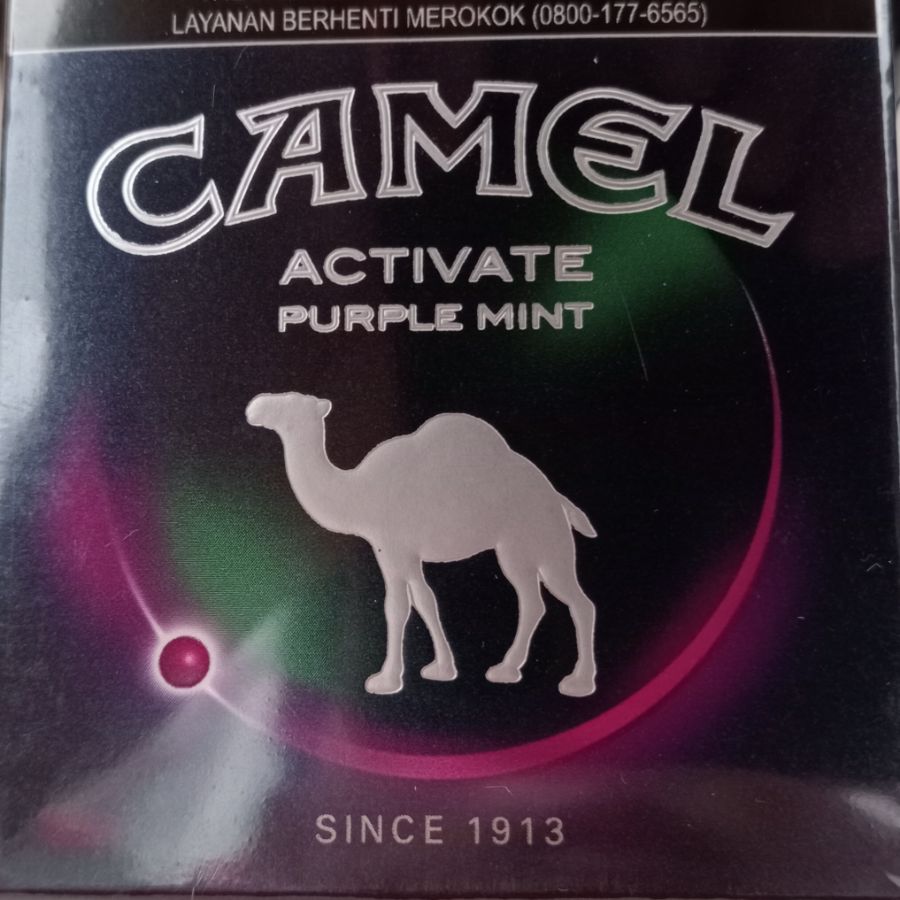 LAYANAN BERHENTI MEROKOK (0800-177-6565)
CAMEL
ACTIVATE
PURPLE MINT
SINCE 1913